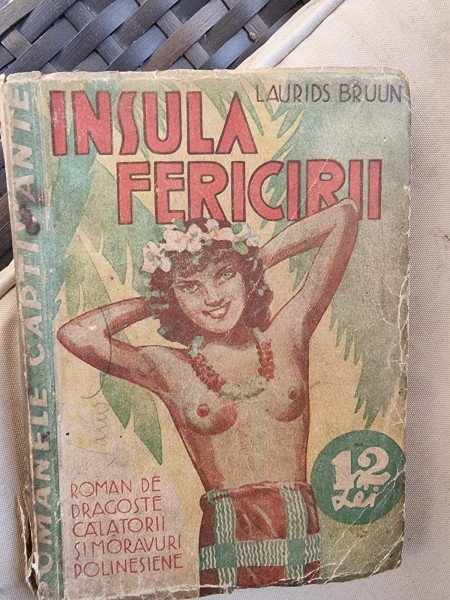 LAURIDS BRUUN
INSULA
FERICIRII
ROMANELE CAPTIVANTE
12
Lei
ROMAN DE
DRAGOSTE
CALATORII
SI MORAVURI
POLINESIENE